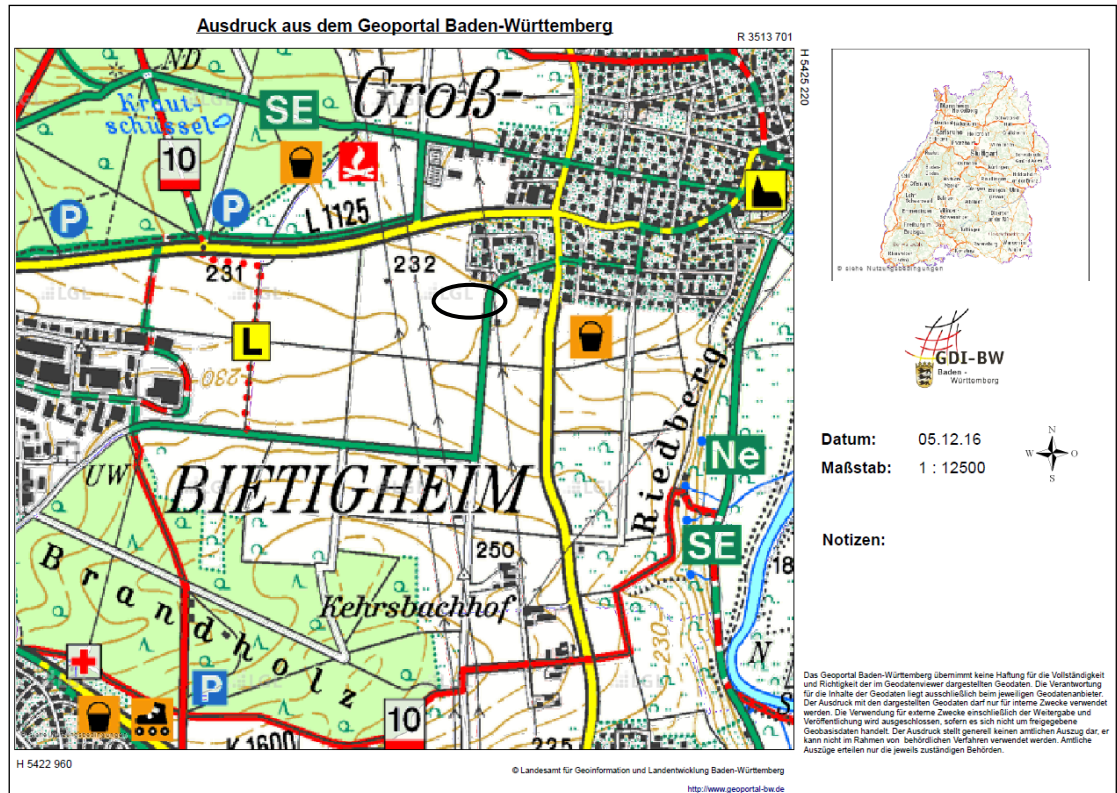 Ausdruck aus dem Geoportal Baden-Württemberg
R 3513 701
H 5425 220
ND
Groß-
SE
Kraut-
schüssel
10
P
P
L 1125
231
232
LGL
L
230
UW
BIETIGHEIM
Riedberg
Ne
SE
250
Brandholz
Kehrsbachhof
230
18
N
S
P
10
K 1600
225
H 5422 960
© Landesamt für Geoinformation und Landentwicklung Baden-Württemberg
http://www.geoportal-bw.de
© siehe Nutzungsbedingungen
GDI-BW
Baden -
Württemberg
Datum: 05.12.16
Maßstab: 1 : 12500
N
W O
S
Notizen:
Das Geoportal Baden-Württemberg übernimmt keine Haftung für die Vollständigkeit
und Richtigkeit der im Geodatenviewer dargestellten Geodaten. Die Verantwortung
für die Inhalte der Geodaten liegt ausschließlich beim jeweiligen Geodatenanbieter.
Der Ausdruck mit den dargestellten Geodaten darf nur für interne Zwecke verwendet
werden. Die Verwendung für externe Zwecke einschließlich der Weitergabe und
Veröffentlichung wird ausgeschlossen, sofern es sich nicht um freigegebene
Geobasisdaten handelt. Der Ausdruck stellt generell keinen amtlichen Auszug dar, er
kann nicht im Rahmen von behördlichen Verfahren verwendet werden. Amtliche
Auszüge erteilen nur die jeweils zuständigen Behörden.